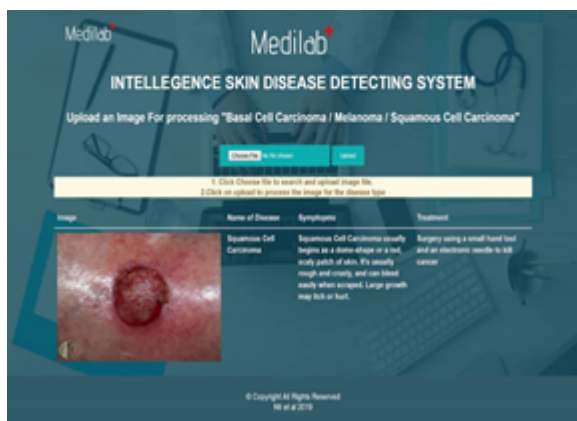 Medilab
Medilab
INTELLEGENCE SKIN DISEASE DETECTING SYSTEM
Upload an Image For processing "Basal Cell Carcinoma / Melanoma / Squamous Cell Carcinoma"
Choose File No file chosen Upload
1. Click Choose file to search and upload image file.
2.Click on upload to process the image for the disease type
Image Name of Disease Symptopms Treatment
Squamous Cell Squamous Cell Carcinoma usually Surgery using a small hand tool
Carcinoma begins as a dome-shape or a red, and an electronic needle to kill
scaly patch of skin. It's usually cancer
rough and crusty, and can bleed
easily when scraped. Large growth
may itch or hurt.
© Copyright All Rights Reserved
et al 2019